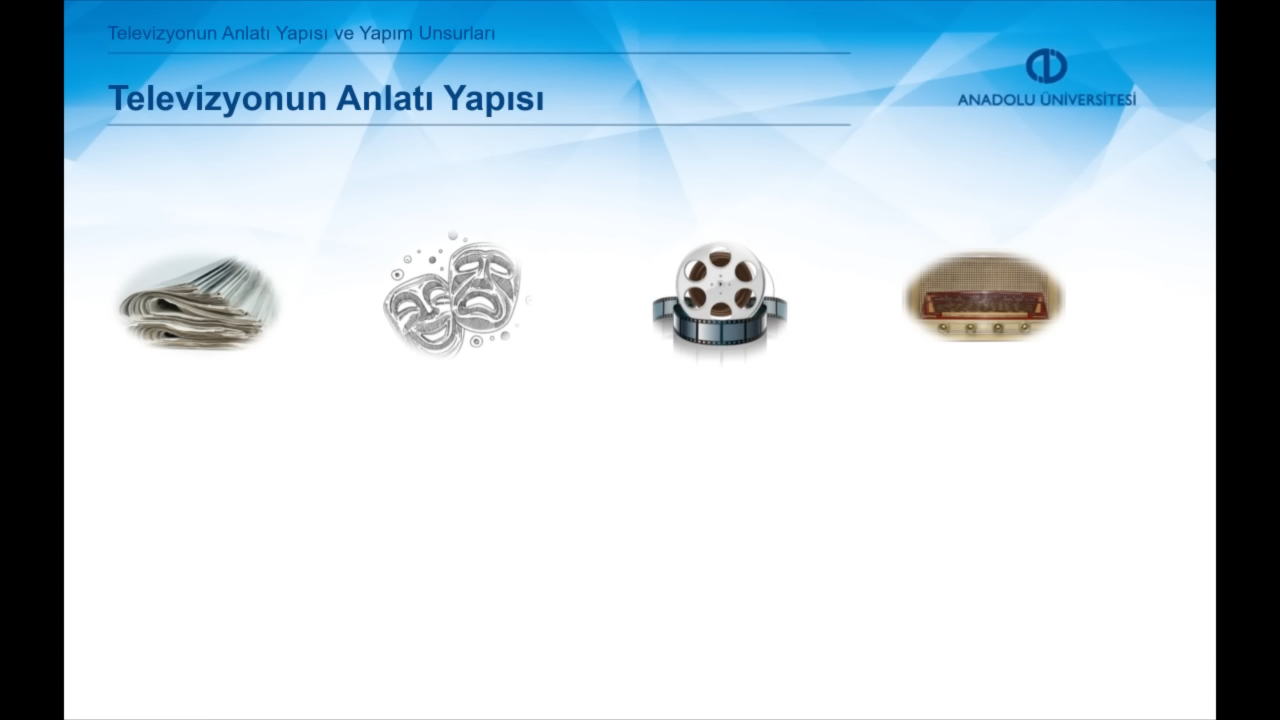 Televizyonun Anlatı Yapısı ve Yapım Unsurları
Televizyonun Anlatı Yapısı
ANADOLU ÜNİVERSİTESİ